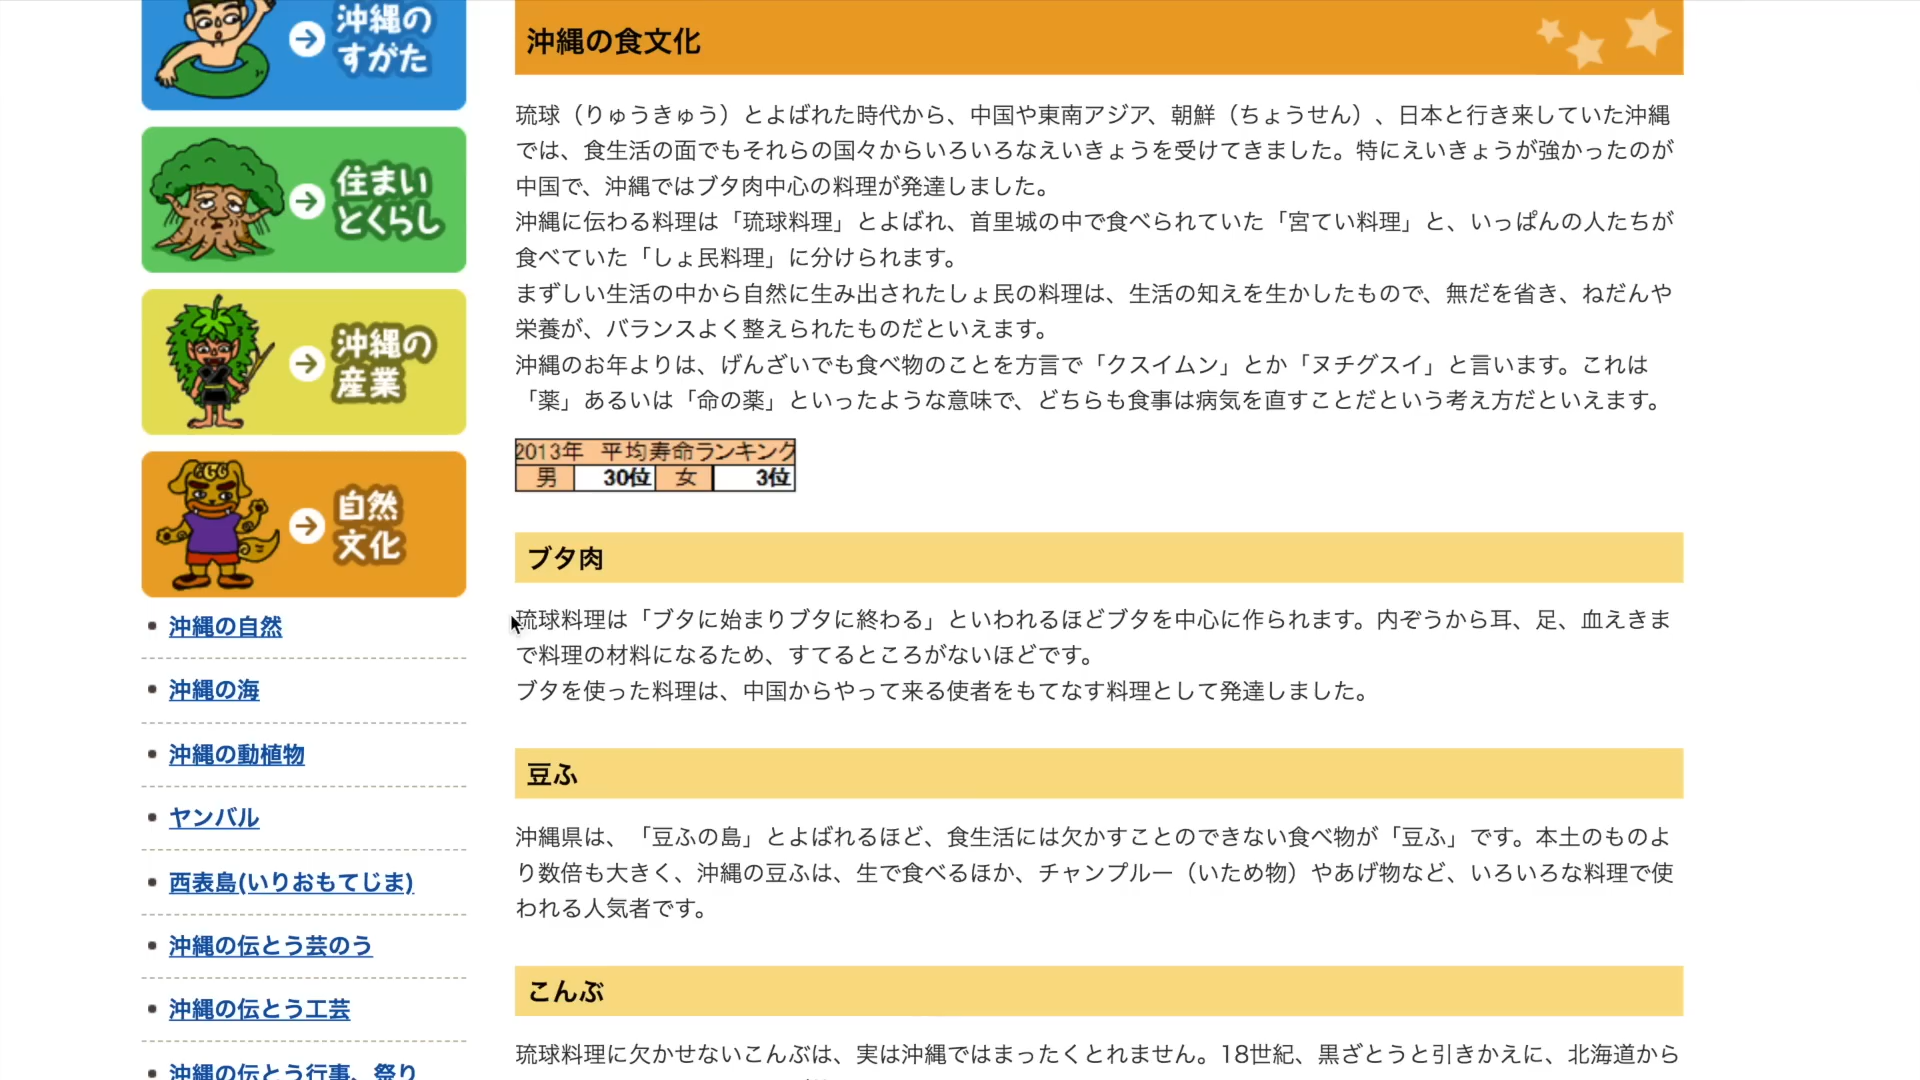 沖縄の
すがた
住まい
とくらし
沖縄の
産業
自然
文化
沖縄の自然
沖縄の海
沖縄の動植物
ヤンバル
西表島(いりおもてじま)
沖縄の伝とう芸のう
沖縄の伝とう工芸
沖縄の伝とう行事、祭り
沖縄の食文化
琉球（りゅうきゅう）とよばれた時代から、中国や東南アジア、朝鮮（ちょうせん）、日本と行き来していた沖縄
では、食生活の面でもそれらの国々からいろいろなえいきょうを受けてきました。特にえいきょうが強かったのが
中国で、沖縄ではブタ肉中心の料理が発達しました。
沖縄に伝わる料理は「琉球料理」とよばれ、首里城の中で食べられていた「宮てい料理」と、いっぱんの人たちが
食べていた「しょ民料理」に分けられます。
まずしい生活の中から自然に生み出されたしょ民の料理は、生活の知えを生かしたもので、無だを省き、ねだんや
栄養が、バランスよく整えられたものだといえます。
沖縄のお年よりは、げんざいでも食べ物のことを方言で「クスイムン」とか「ヌチグスイ」と言います。これは
「薬」あるいは「命の薬」といったような意味で、どちらも食事は病気を直すことだという考え方だといえます。
2013年 平均寿命ランキング
男 30位 女 3位
ブタ肉
琉球料理は「ブタに始まりブタに終わる」といわれるほどブタを中心に作られます。内ぞうから耳、足、血えきま
で料理の材料になるため、すてるところがないほどです。
ブタを使った料理は、中国からやって来る使者をもてなす料理として発達しました。
豆ふ
沖縄県は、「豆ふの島」とよばれるほど、食生活には欠かすことのできない食べ物が「豆ふ」です。本土のものよ
り数倍も大きく、沖縄の豆ふは、生で食べるほか、チャンプルー（いため物）やあげ物など、いろいろな料理で使
われる人気者です。
こんぶ
琉球料理に欠かせないこんぶは、実は沖縄ではまったくとれません。18世紀、黒ざとうと引きかえに、北海道から